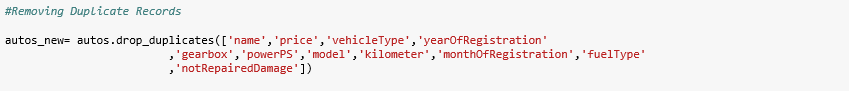 #Removing Duplicate Records
autos_new= autos.drop_duplicates(['name','price','vehicleType','yearOfRegistration'
,'gearbox','powerPS','model','kilometer','monthOfRegistration','fuelType'
,'notRepairedDamage'])